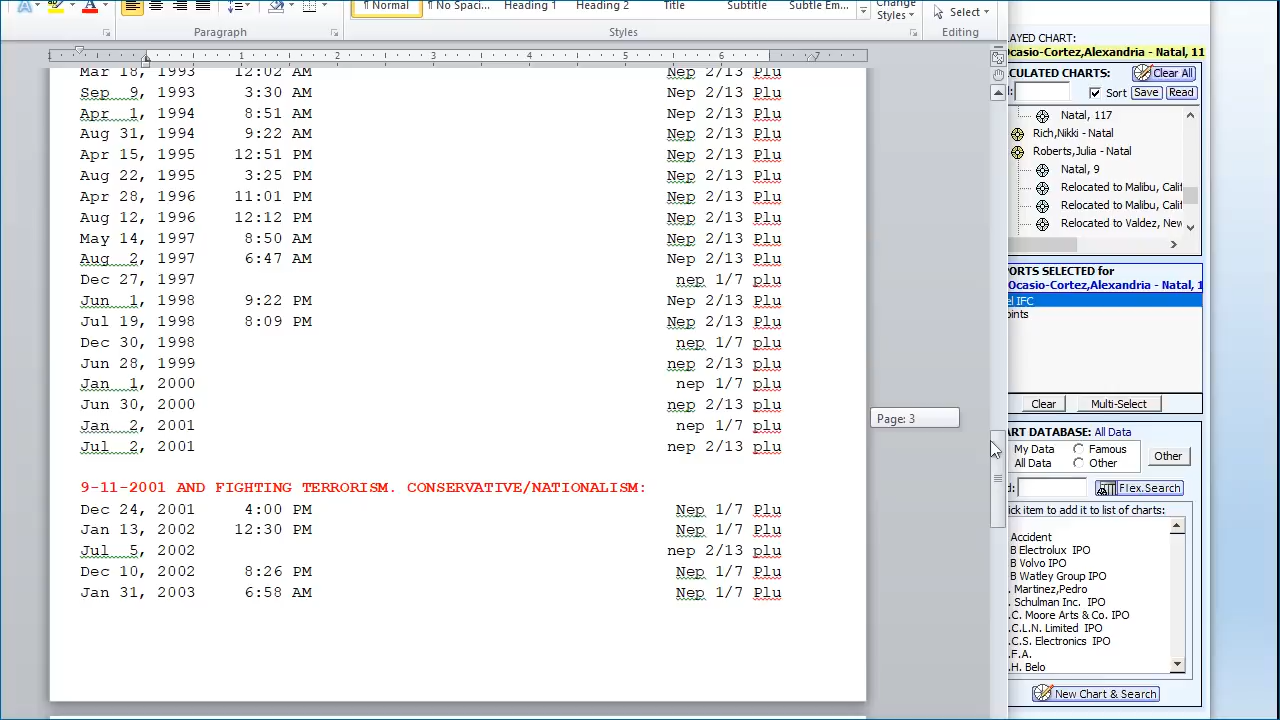 Normal
No Spac...
Heading 1
Heading 2
Title
Subtitle
Subtle Em...
Change
Styles
Select
Paragraph
Styles
Editing
1 1 2 3 4 5 6 7
Mar 18, 1993 12:02 AM Nep 2/13 Plu
Sep 9, 1993 3:30 AM Nep 2/13 Plu
Apr 1, 1994 8:51 AM Nep 2/13 Plu
Aug 31, 1994 9:22 AM Nep 2/13 Plu
Apr 15, 1995 12:51 PM Nep 2/13 Plu
Aug 22, 1995 3:25 PM Nep 2/13 Plu
Apr 28, 1996 11:01 PM Nep 2/13 Plu
Aug 12, 1996 12:12 PM Nep 2/13 Plu
May 14, 1997 8:50 AM Nep 2/13 Plu
Aug 2, 1997 6:47 AM Nep 2/13 Plu
Dec 27, 1997 nep 1/7 plu
Jun 1, 1998 9:22 PM Nep 2/13 Plu
Jul 19, 1998 8:09 PM Nep 2/13 Plu
Dec 30, 1998 nep 1/7 plu
Jun 28, 1999 nep 2/13 plu
Jan 1, 2000 nep 1/7 plu
Jun 30, 2000 nep 2/13 plu
Jan 2, 2001 nep 1/7 plu
Jul 2, 2001 nep 2/13 plu
9-11-2001 AND FIGHTING TERRORISM. CONSERVATIVE/NATIONALISM:
Dec 24, 2001 4:00 PM Nep 1/7 Plu
Jan 13, 2002 12:30 PM Nep 1/7 Plu
Jul 5, 2002 nep 2/13 plu
Dec 10, 2002 8:26 PM Nep 1/7 Plu
Jan 31, 2003 6:58 AM Nep 1/7 Plu
Page: 3
AYED CHART:
Ocasio-Cortez,Alexandria - Natal, 11
CULATED CHARTS:
Clear All
d:
Sort
Save
Read
Natal, 117
Rich,Nikki - Natal
Roberts,Julia - Natal
Natal, 9
Relocated to Malibu, Calif
Relocated to Malibu, Calif
Relocated to Valdez, New
PORTS SELECTED for
Ocasio-Cortez,Alexandria - Natal, 1
el IFC
oints
Clear
Multi-Select
ART DATABASE: All Data
My Data
Famous
All Data
Other
Other
d:
Flex.Search
ick item to add it to list of charts:
Accident
B Electrolux IPO
B Volvo IPO
B Watley Group IPO
. Martinez,Pedro
. Schulman Inc. IPO
.C. Moore Arts & Co. IPO
.C.L.N. Limited IPO
.C.S. Electronics IPO
.F.A.
.H. Belo
New Chart & Search